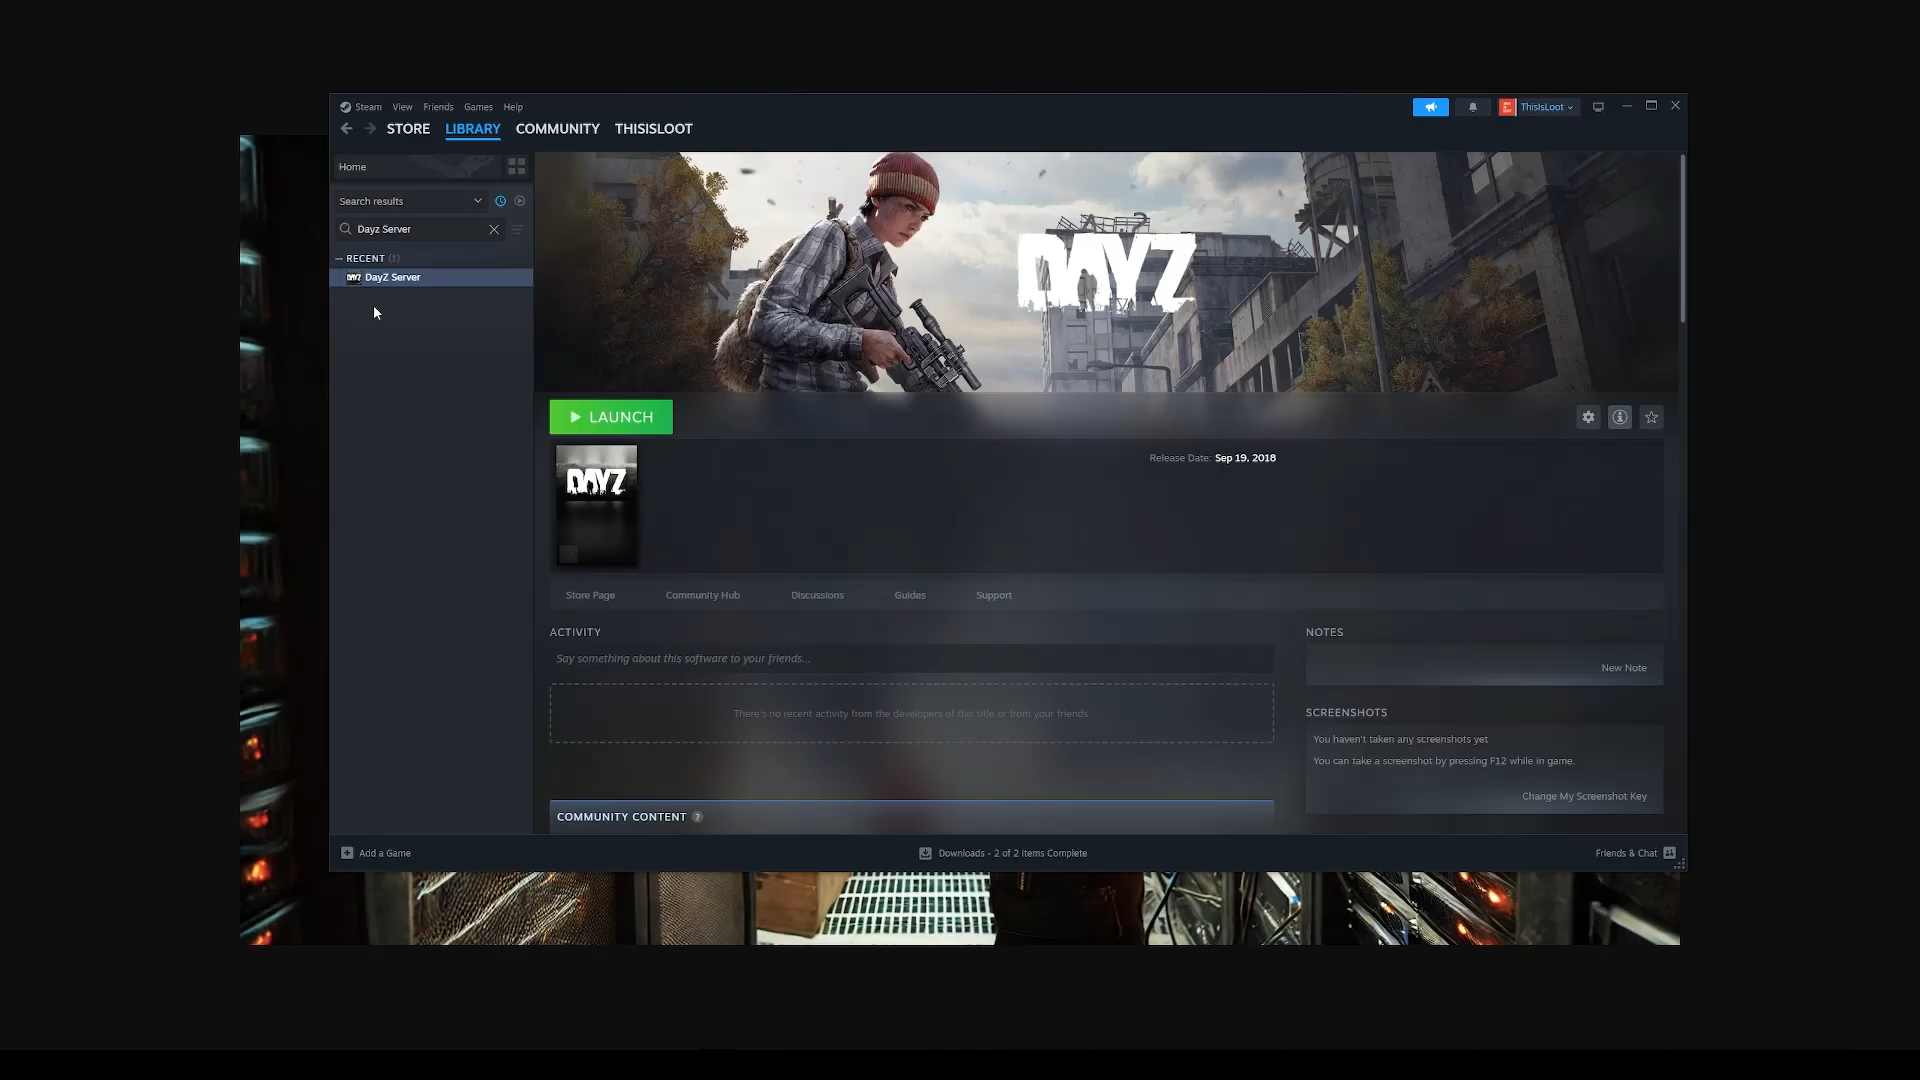 Steam View Friends Games Help
ThisIsLoot
STORE LIBRARY COMMUNITY THISISLOOT
Home
Search results
Dayz Server
RECENT (1)
DAYZ DayZ Server
DAYZ
LAUNCH
DAYZ
Release Date: Sep 19, 2018
Store Page Community Hub Discussions Guides Support
ACTIVITY
Say something about this software to your friends...
There's no recent activity from the developers of this title or from your friends.
NOTES
New Note
SCREENSHOTS
You haven't taken any screenshots yet
You can take a screenshot by pressing F12 while in game.
Change My Screenshot Key
COMMUNITY CONTENT ?
Add a Game
Downloads - 2 of 2 Items Complete
Friends & Chat